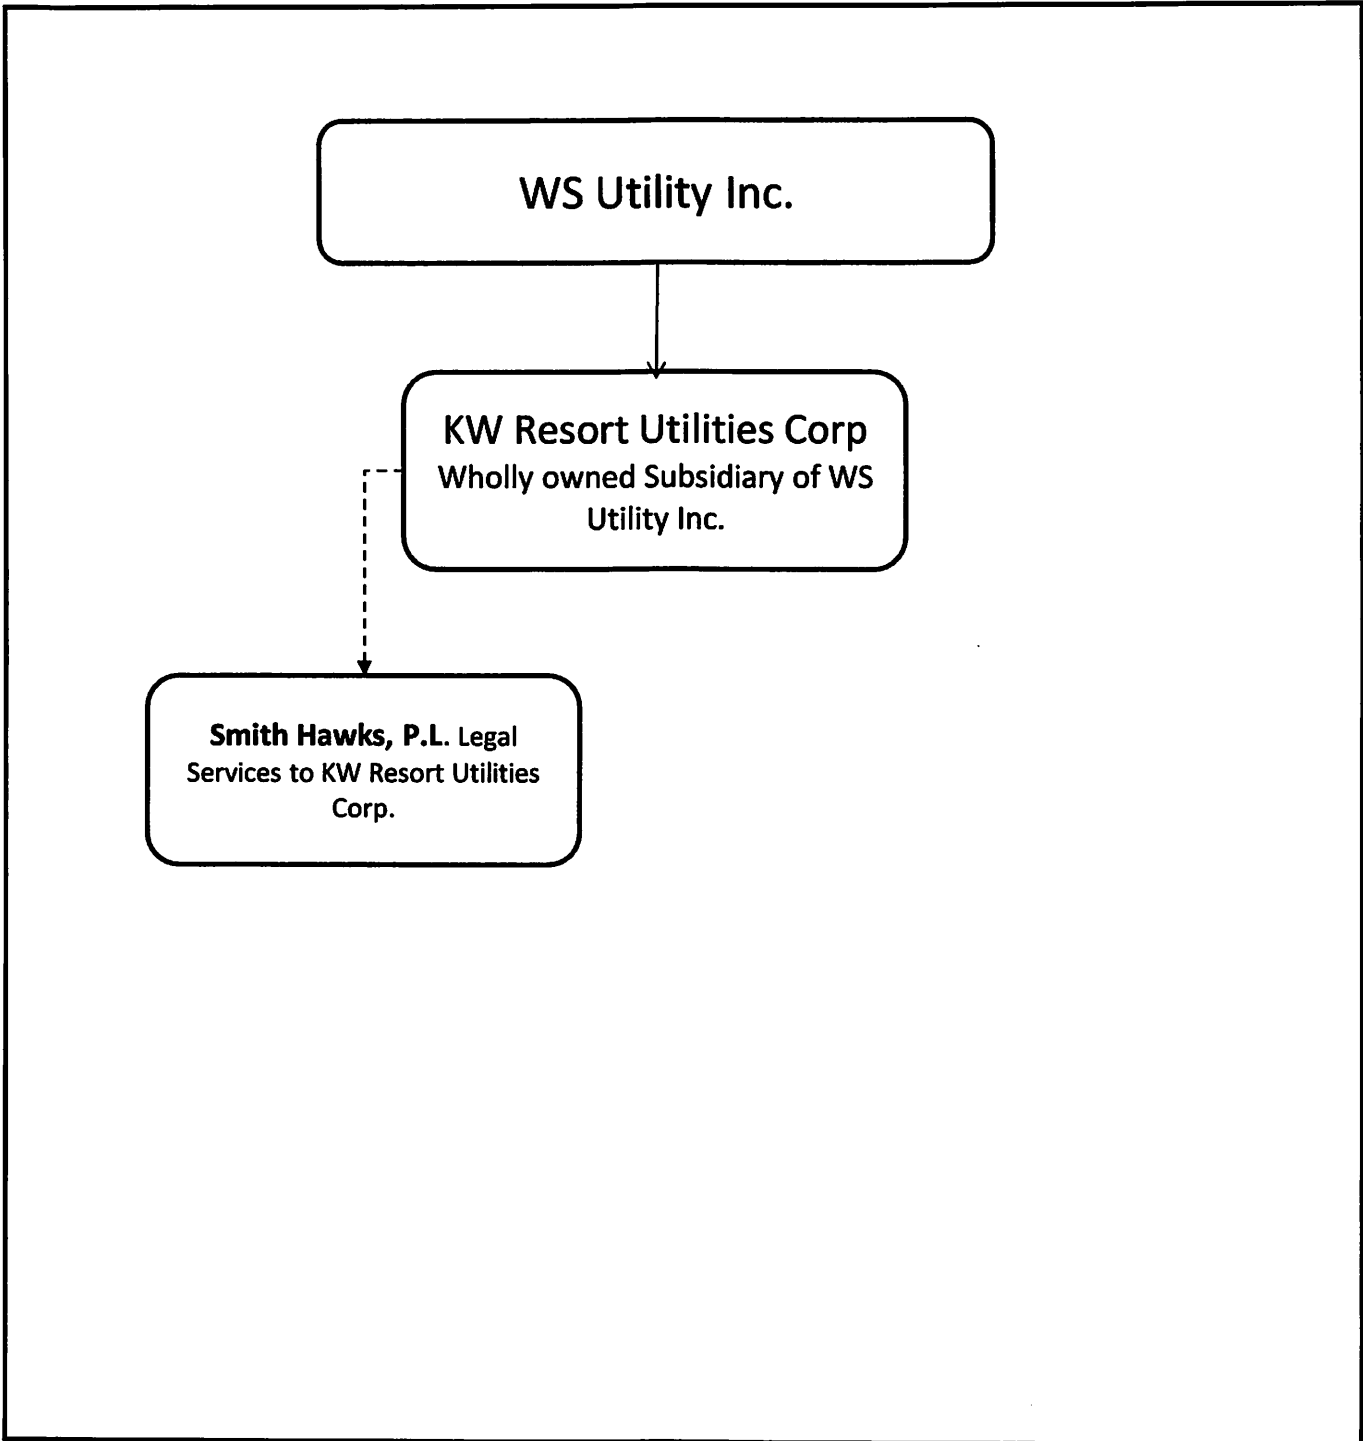 WS Utility Inc.
KW Resort Utilities Corp
Wholly owned Subsidiary of WS
Utility Inc.
Smith Hawks, P.L. Legal
Services to KW Resort Utilities
Corp.